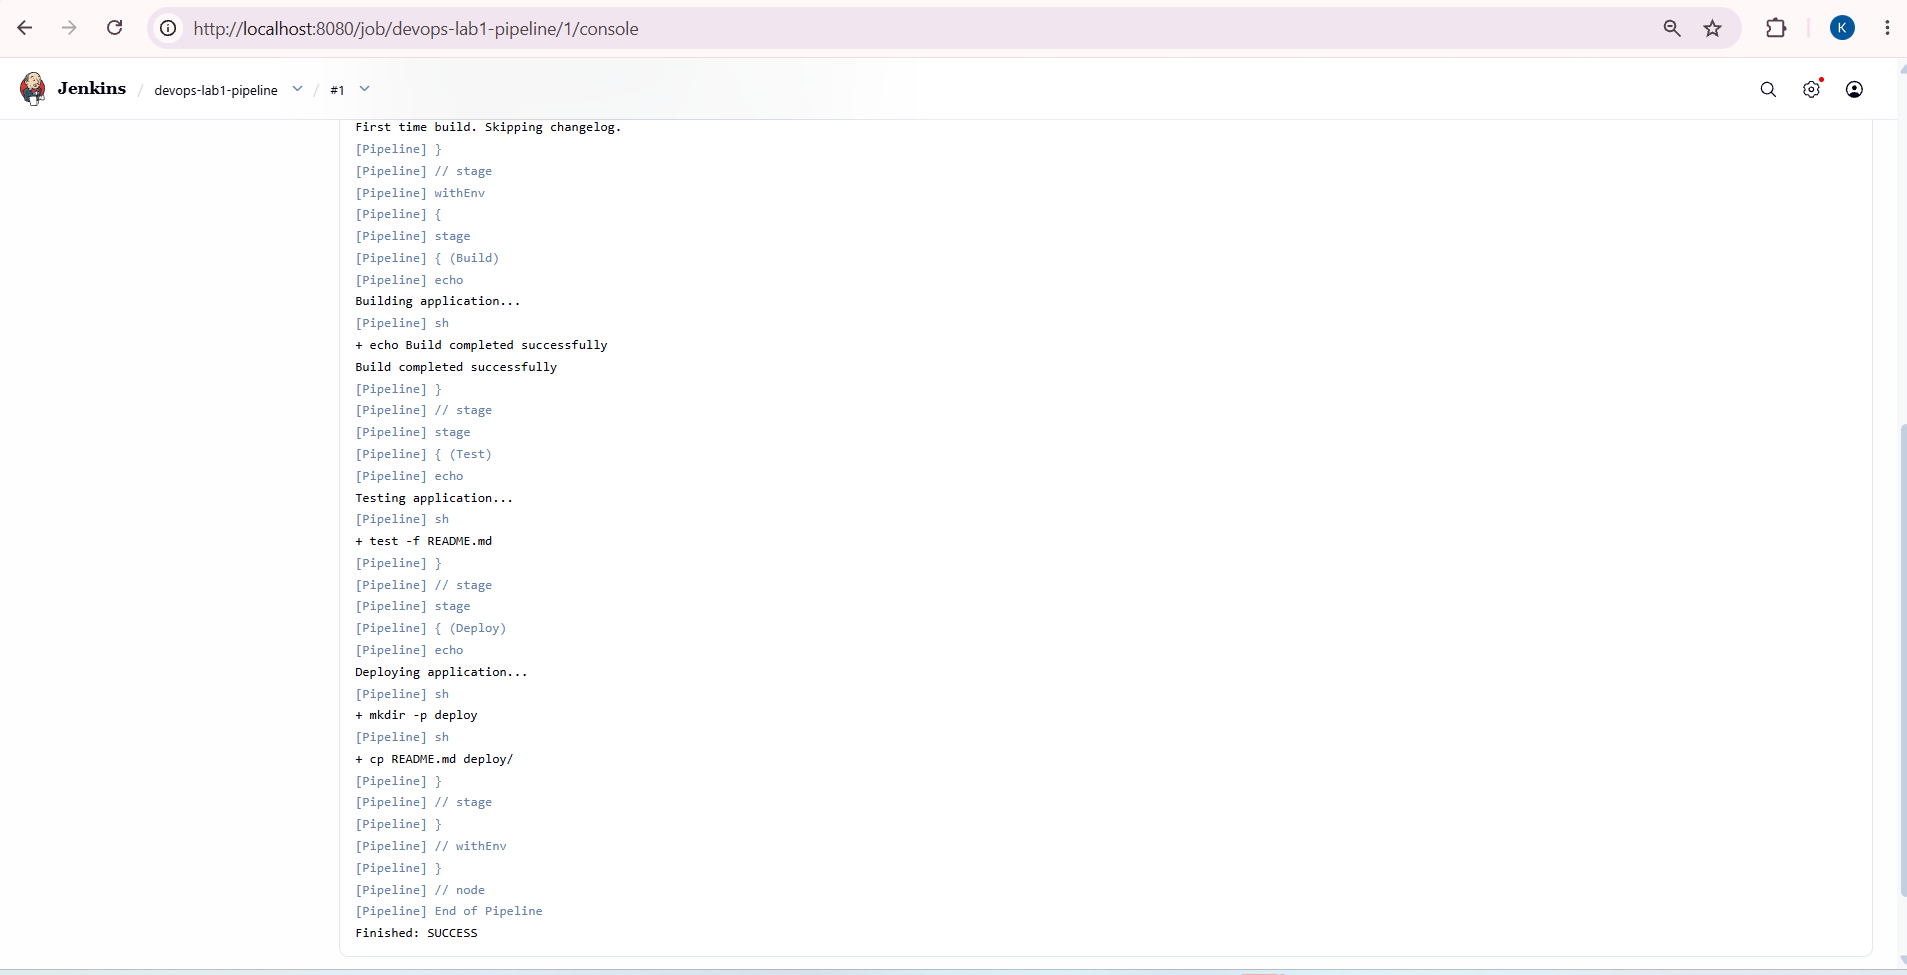 http://localhost:8080/job/devops-lab1-pipeline/1/console
K
Jenkins / devops-lab1-pipeline / #1
First time build. Skipping changelog.
[Pipeline] }
[Pipeline] // stage
[Pipeline] withEnv
[Pipeline] {
[Pipeline] stage
[Pipeline] { (Build)
[Pipeline] echo
Building application...
[Pipeline] sh
+ echo Build completed successfully
Build completed successfully
[Pipeline] }
[Pipeline] // stage
[Pipeline] stage
[Pipeline] { (Test)
[Pipeline] echo
Testing application...
[Pipeline] sh
+ test -f README.md
[Pipeline] }
[Pipeline] // stage
[Pipeline] stage
[Pipeline] { (Deploy)
[Pipeline] echo
Deploying application...
[Pipeline] sh
+ mkdir -p deploy
[Pipeline] sh
+ cp README.md deploy/
[Pipeline] }
[Pipeline] // stage
[Pipeline] }
[Pipeline] // withEnv
[Pipeline] }
[Pipeline] // node
[Pipeline] End of Pipeline
Finished: SUCCESS